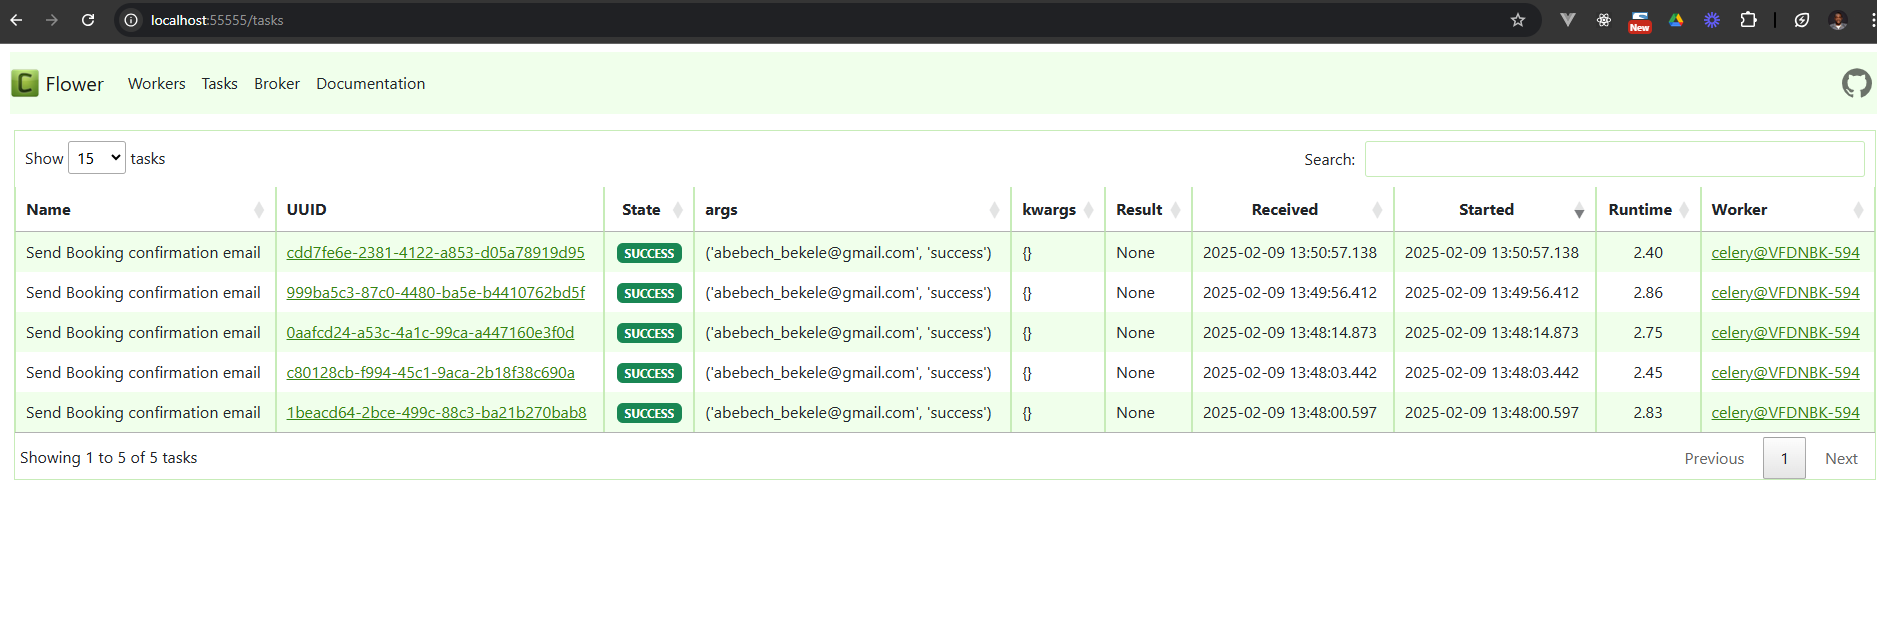 localhost:55555/tasks
New
C Flower Workers Tasks Broker Documentation
Show 15 tasks Search:
Name UUID State args kwargs Result Received Started Runtime Worker
Send Booking confirmation email cdd7fe6e-2381-4122-a853-d05a78919d95 SUCCESS ('abebech_bekele@gmail.com', 'success') {} None 2025-02-09 13:50:57.138 2025-02-09 13:50:57.138 2.40 celery@VFDNBK-594
Send Booking confirmation email 999ba5c3-87c0-4480-ba5e-b4410762bd5f SUCCESS ('abebech_bekele@gmail.com', 'success') {} None 2025-02-09 13:49:56.412 2025-02-09 13:49:56.412 2.86 celery@VFDNBK-594
Send Booking confirmation email 0aafcd24-a53c-4a1c-99ca-a447160e3f0d SUCCESS ('abebech_bekele@gmail.com', 'success') {} None 2025-02-09 13:48:14.873 2025-02-09 13:48:14.873 2.75 celery@VFDNBK-594
Send Booking confirmation email c80128cb-f994-45c1-9aca-2b18f38c690a SUCCESS ('abebech_bekele@gmail.com', 'success') {} None 2025-02-09 13:48:03.442 2025-02-09 13:48:03.442 2.45 celery@VFDNBK-594
Send Booking confirmation email 1beacd64-2bce-499c-88c3-ba21b270bab8 SUCCESS ('abebech_bekele@gmail.com', 'success') {} None 2025-02-09 13:48:00.597 2025-02-09 13:48:00.597 2.83 celery@VFDNBK-594
Showing 1 to 5 of 5 tasks Previous 1 Next